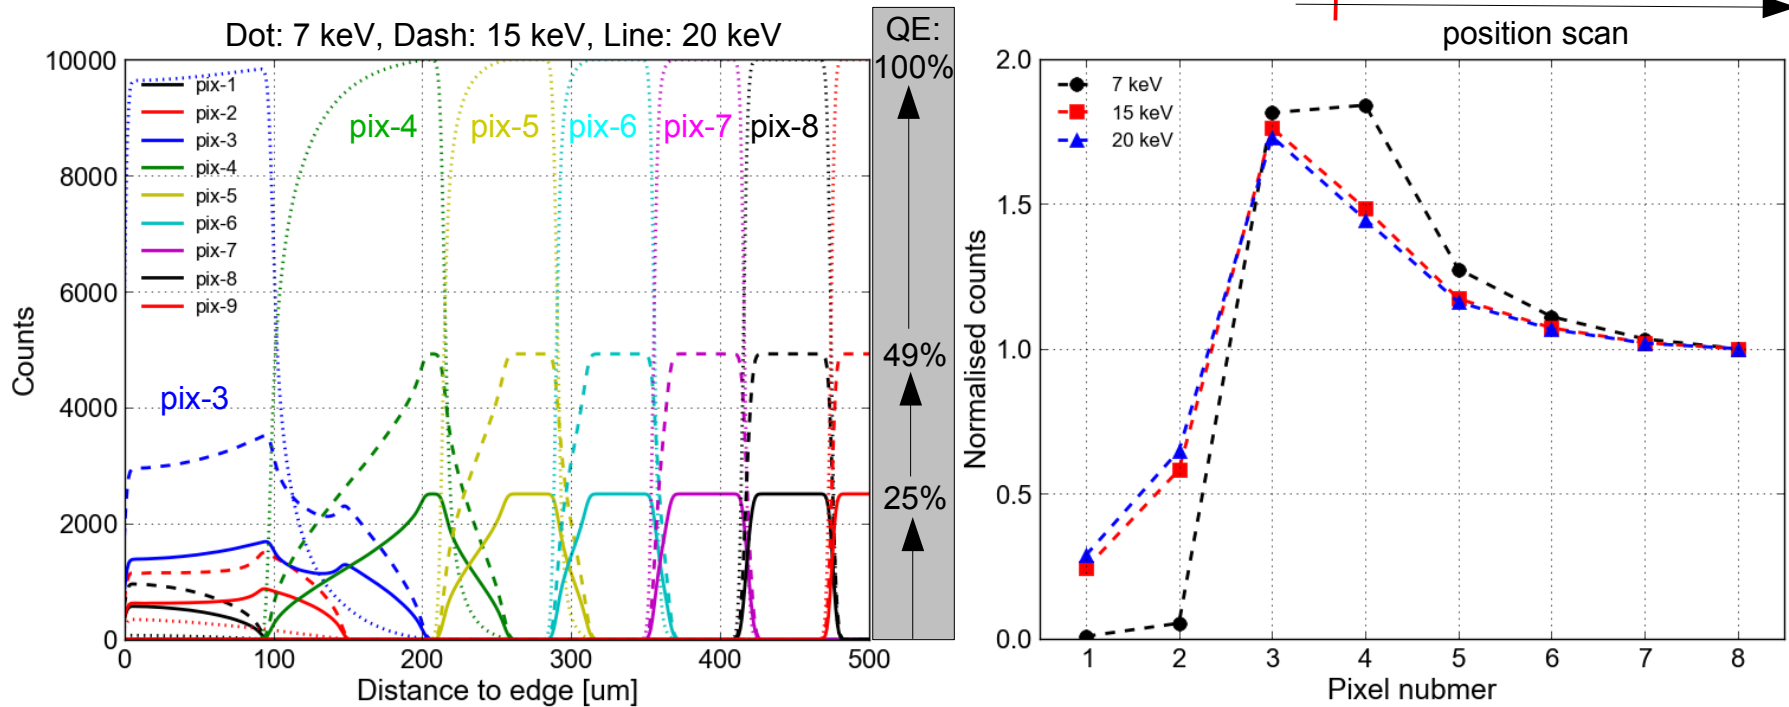 Dot: 7 keV, Dash: 15 keV, Line: 20 keV
QE:
100%
49%
25%
10000
8000
6000
4000
2000
0
Counts
pix-1
pix-2
pix-3
pix-4
pix-5
pix-6
pix-7
pix-8
pix-9
pix-3
pix-4
pix-5
pix-6
pix-7
pix-8
0 100 200 300 400 500
Distance to edge [um]
position scan
2.0
1.5
1.0
0.5
0.0
Normalised counts
7 keV
15 keV
20 keV
1 2 3 4 5 6 7 8
Pixel nubmer